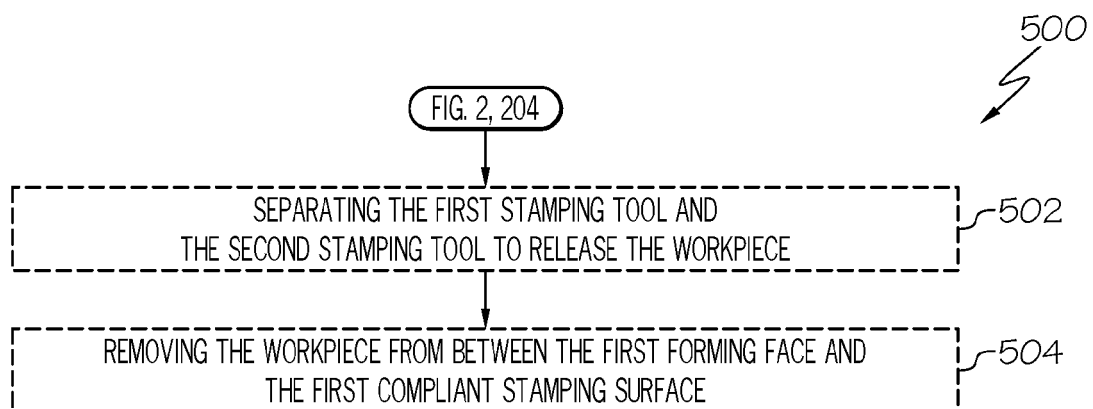 500
FIG. 2, 204
SEPARATING THE FIRST STAMPING TOOL AND
THE SECOND STAMPING TOOL TO RELEASE THE WORKPIECE
502
REMOVING THE WORKPIECE FROM BETWEEN THE FIRST FORMING FACE AND
THE FIRST COMPLIANT STAMPING SURFACE
504